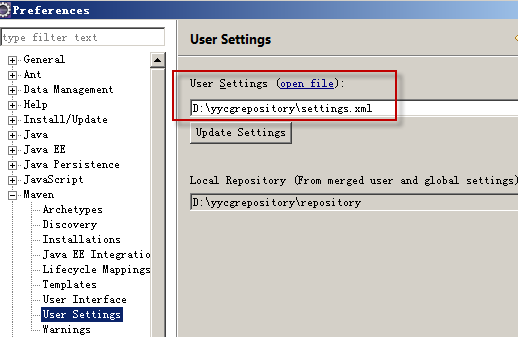 Preferences
type filter text
General
Ant
Data Management
Help
Install/Update
Java
Java EE
Java Persistence
JavaScript
Maven
Archetypes
Discovery
Installations
Java EE Integratio
Lifecycle Mappings
Templates
User Interface
User Settings
Warnings
User Settings
User Settings (open file):
D:\yycgrepository\settings.xml
Update Settings
Local Repository (From merged user and global settings)
D:\yycgrepository\repository